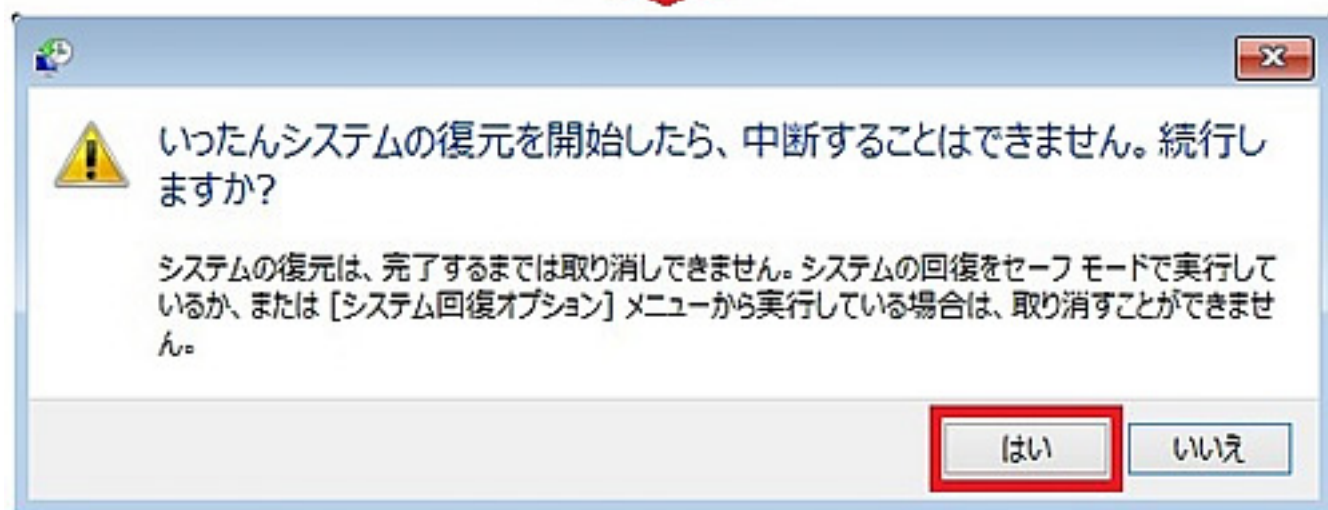 いったんシステムの復元を開始したら、中断することはできません。続行し
ますか?
システムの復元は、完了するまでは取り消しできません。システムの回復をセーフ モードで実行して
いるか、または [システム回復オプション] メニューから実行している場合は、取り消すことができませ
ん。
はい
いいえ